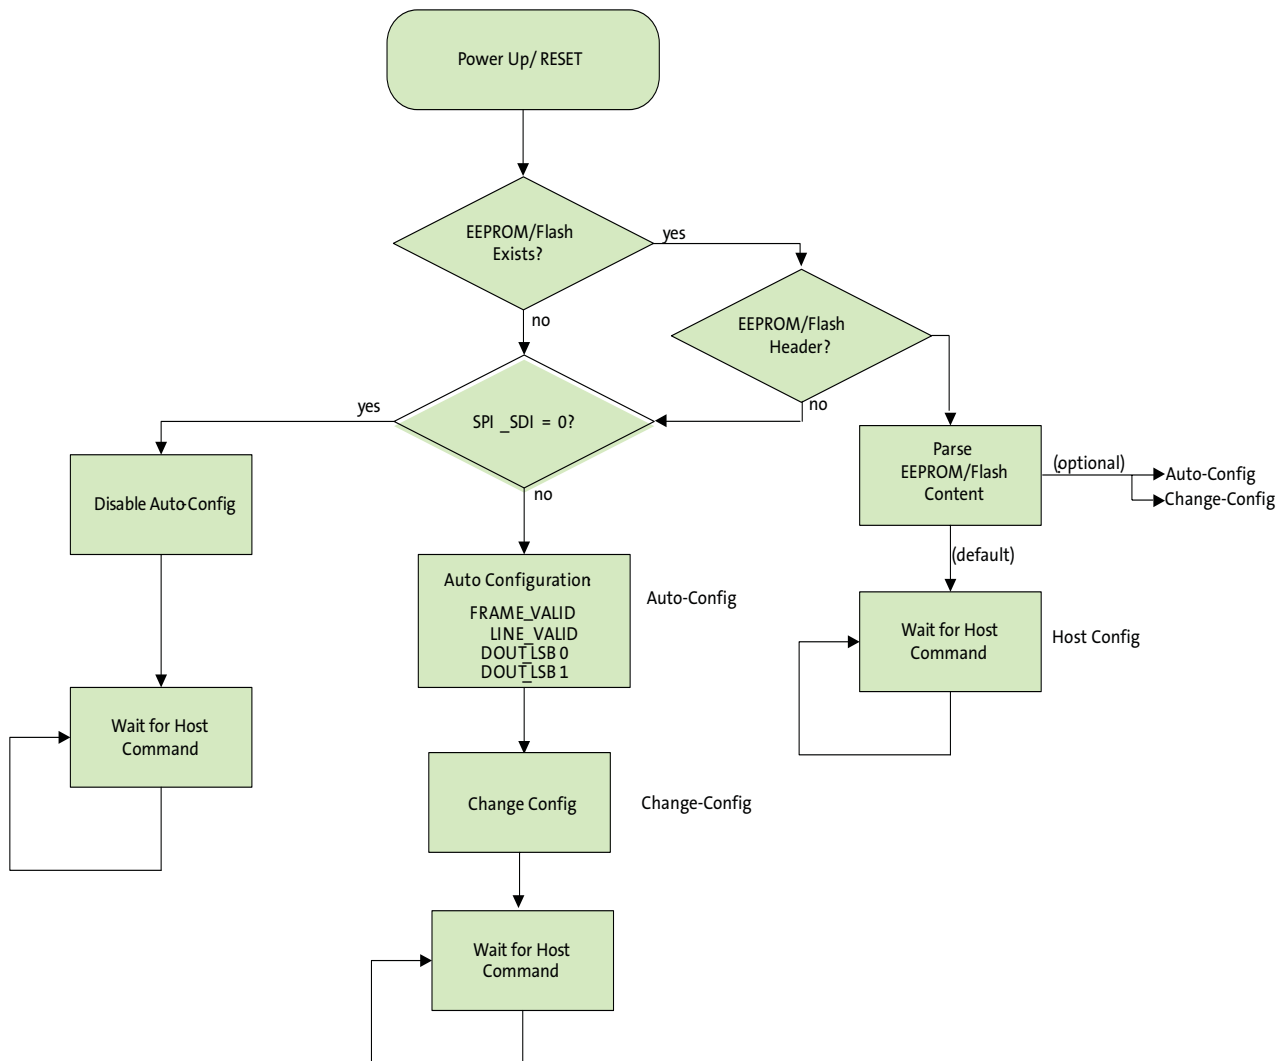 Power Up/ RESET
EEPROM/Flash
Exists?
yes
no
EEPROM/Flash
Header?
no
SPI _SDI = 0?
yes
no
Disable Auto-Config
Wait for Host
Command
Auto Configuration
FRAME_VALID
LINE_VALID
DOUT_LSB 0
DOUT_LSB 1
Auto-Config
Change Config
Change-Config
Wait for Host
Command
Parse
EEPROM/Flash
Content
(optional)
Auto-Config
Change-Config
(default)
Wait for Host
Command
Host Config